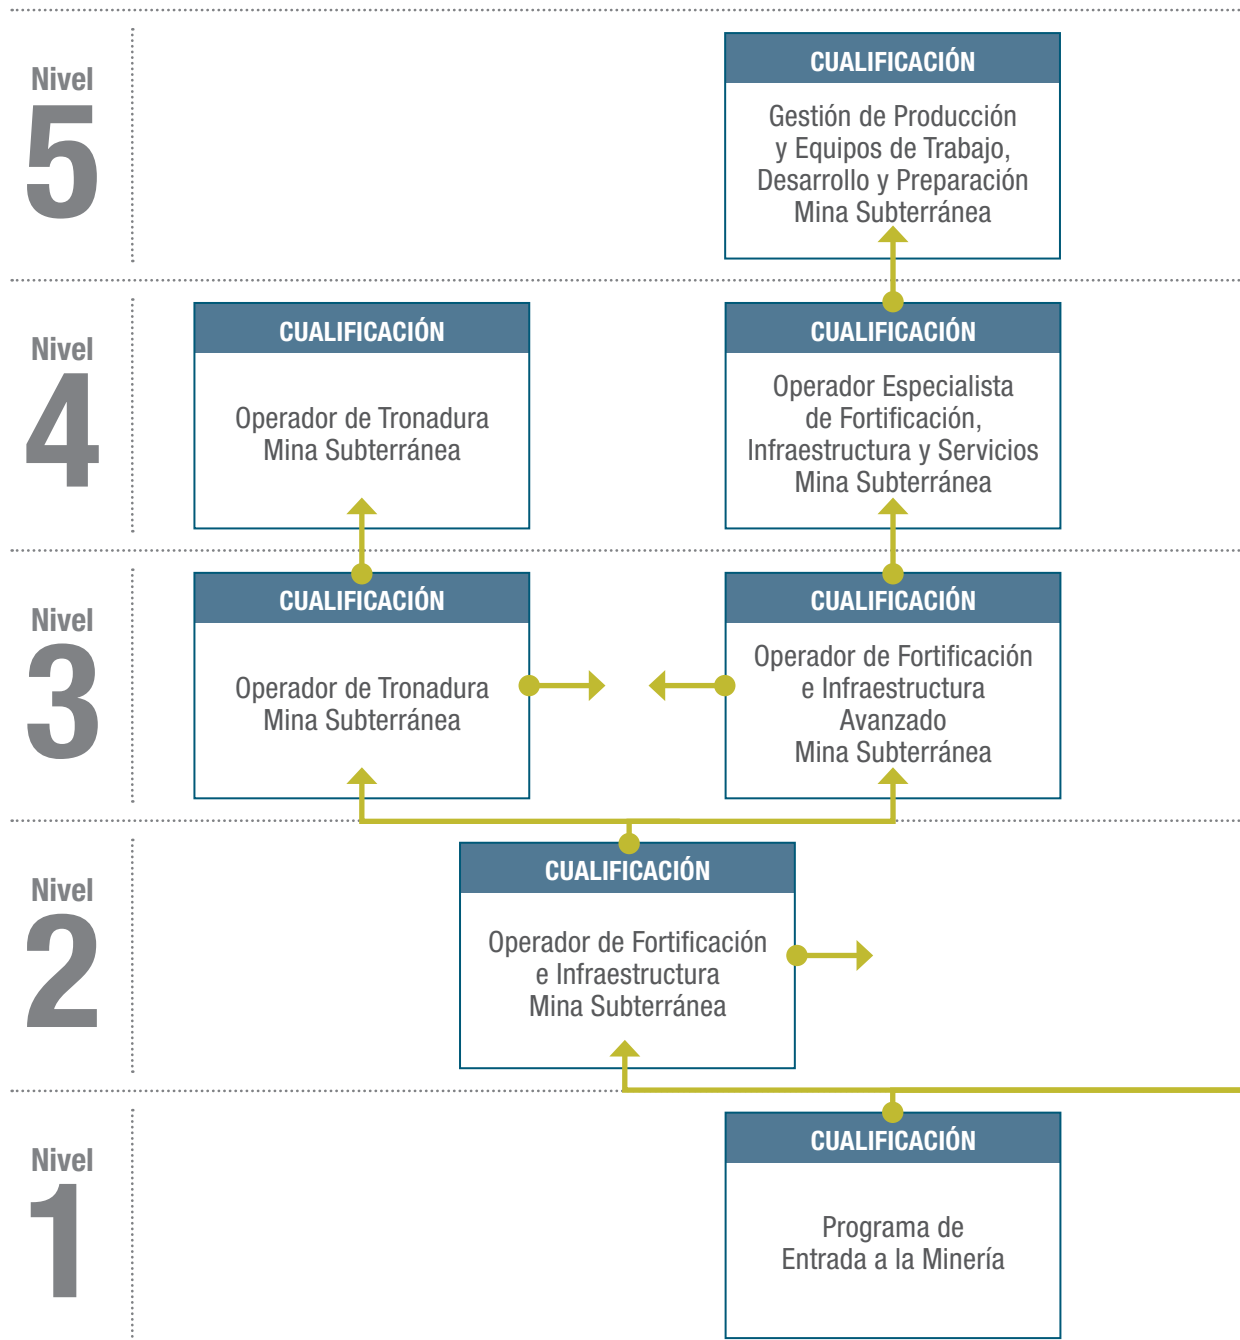 Nivel
5
CUALIFICACIÓN
Gestión de Producción
y Equipos de Trabajo,
Desarrollo y Preparación
Mina Subterránea
Nivel
4
CUALIFICACIÓN
Operador de Tronadura
Mina Subterránea
CUALIFICACIÓN
Operador Especialista
de Fortificación,
Infraestructura y Servicios
Mina Subterránea
Nivel
3
CUALIFICACIÓN
Operador de Tronadura
Mina Subterránea
CUALIFICACIÓN
Operador de Fortificación
e Infraestructura
Avanzado
Mina Subterránea
Nivel
2
CUALIFICACIÓN
Operador de Fortificación
e Infraestructura
Mina Subterránea
Nivel
1
CUALIFICACIÓN
Programa de
Entrada a la Minería